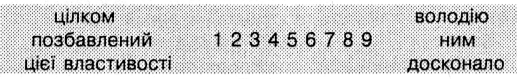 цілком володію
позбавлений 1 2 3 4 5 6 7 8 9 ним
цієї властивості досконало